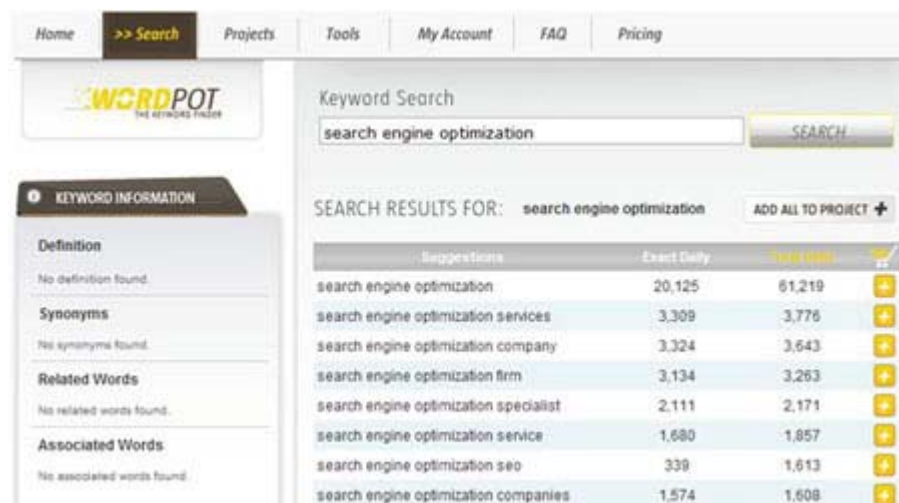 Home >> Search Projects Tools My Account FAQ Pricing
WORDPOT
THE KEYWORD FINDER
Keyword Search
search engine optimization SEARCH
KEYWORD INFORMATION
SEARCH RESULTS FOR: search engine optimization ADD ALL TO PROJECT
Definition
No definition found.
Synonyms
No synonyms found.
Related Words
No related words found.
Associated Words
No associated words found.
Suggestions Exact Daily Total Daily
search engine optimization 20,125 61,219
search engine optimization services 3,309 3,776
search engine optimization company 3,324 3,643
search engine optimization firm 3,134 3,263
search engine optimization specialist 2,111 2,171
search engine optimization service 1,680 1,857
search engine optimization seo 339 1,613
search engine optimization companies 1,574 1,608